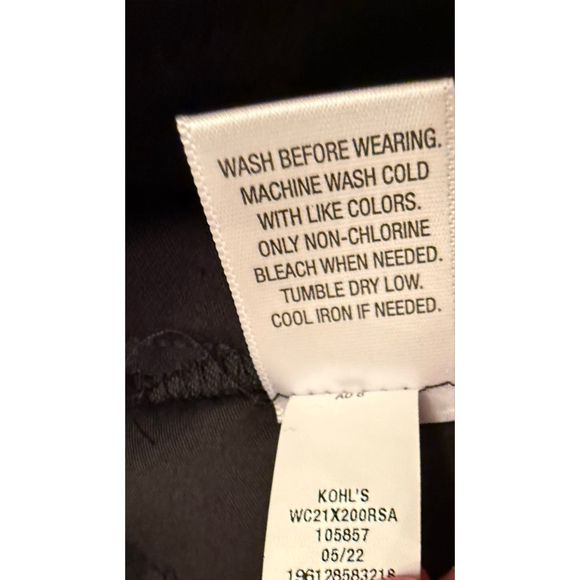 WASH BEFORE WEARING.
MACHINE WASH COLD
WITH LIKE COLORS.
ONLY NON-CHLORINE
BLEACH WHEN NEEDED.
TUMBLE DRY LOW.
COOL IRON IF NEEDED.
KOHL'S
WC21X200RSA
105857
05/22
196128583218